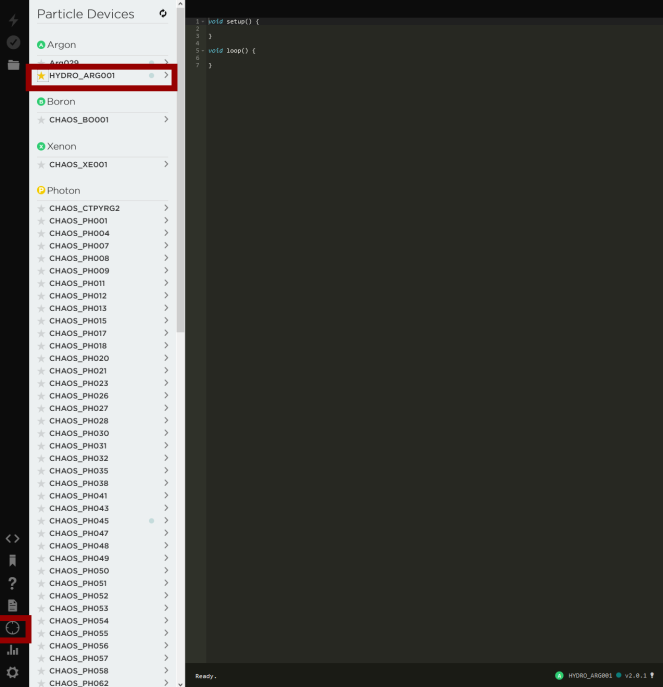 Particle Devices
Argon
Arg029
HYDRO_ARG001
Boron
CHAOS_BO001
Xenon
CHAOS_XE001
Photon
CHAOS_CTPYRG2
CHAOS_PH001
CHAOS_PH004
CHAOS_PH007
CHAOS_PH008
CHAOS_PH009
CHAOS_PH011
CHAOS_PH012
CHAOS_PH013
CHAOS_PH015
CHAOS_PH017
CHAOS_PH018
CHAOS_PH020
CHAOS_PH021
CHAOS_PH023
CHAOS_PH026
CHAOS_PH027
CHAOS_PH028
CHAOS_PH030
CHAOS_PH031
CHAOS_PH032
CHAOS_PH035
CHAOS_PH038
CHAOS_PH041
CHAOS_PH043
CHAOS_PH045
CHAOS_PH047
CHAOS_PH048
CHAOS_PH049
CHAOS_PH050
CHAOS_PH051
CHAOS_PH052
CHAOS_PH053
CHAOS_PH054
CHAOS_PH055
CHAOS_PH056
CHAOS_PH057
CHAOS_PH058
CHAOS_PH062
1 void setup() {
2
3 }
4
5 void loop() {
6
7 }
Ready.
HYDRO_ARG001 v2.0.1